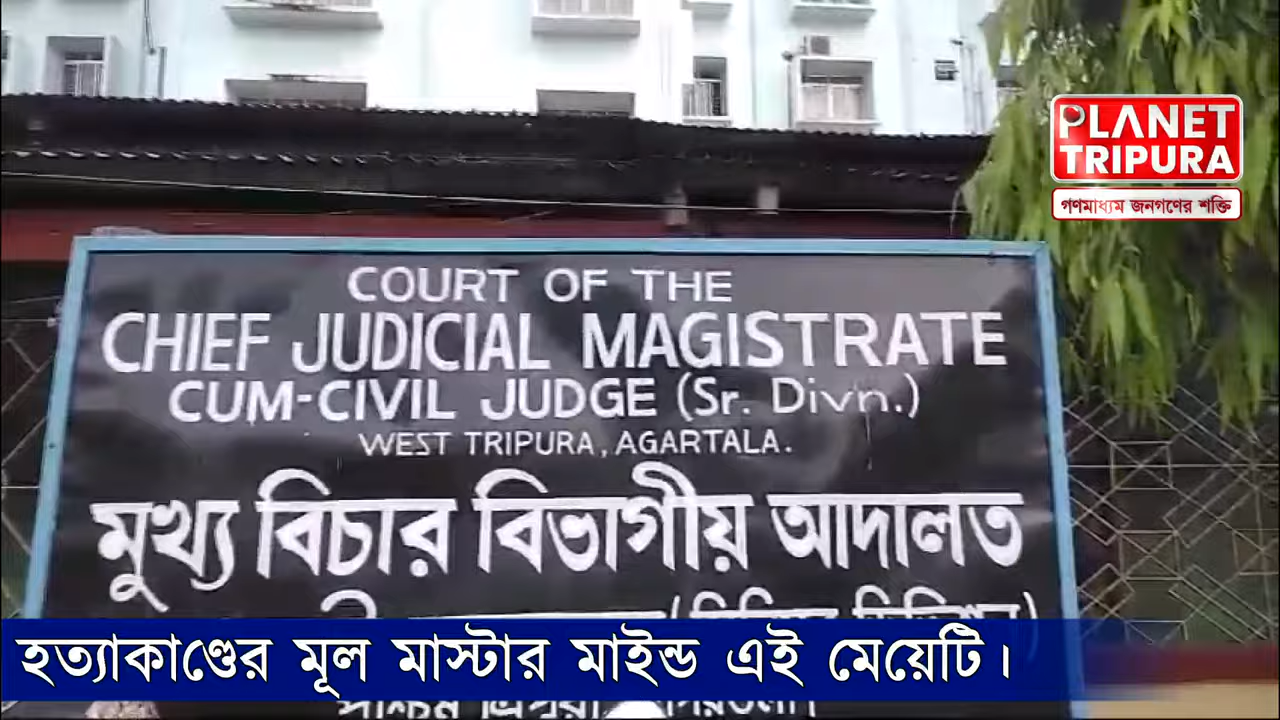 PLANET
TRIPURA
গণমাধ্যম জনগণের শক্তি
COURT OF THE
CHIEF JUDICIAL MAGISTRATE
CUM-CIVIL JUDGE (Sr. Divn.)
WEST TRIPURA, AGARTALA.
মুখ্য বিচার বিভাগীয় আদালত
হত্যাকাণ্ডের মূল মাস্টার মাইন্ড এই মেয়েটি।